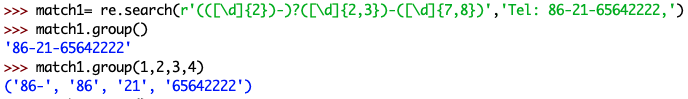 >>> match1= re.search(r'(([\d]{2})-)?([\d]{2,3})-([\d]{7,8})','Tel: 86-21-65642222,')
>>> match1.group()
'86-21-65642222'
>>> match1.group(1,2,3,4)
('86-', '86', '21', '65642222')